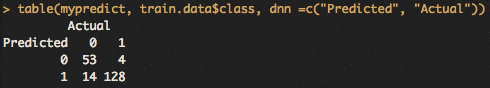 > table(mypredict, train.data$class, dnn =c("Predicted", "Actual"))
         Actual
Predicted   0   1
        0  53   4
        1  14 128